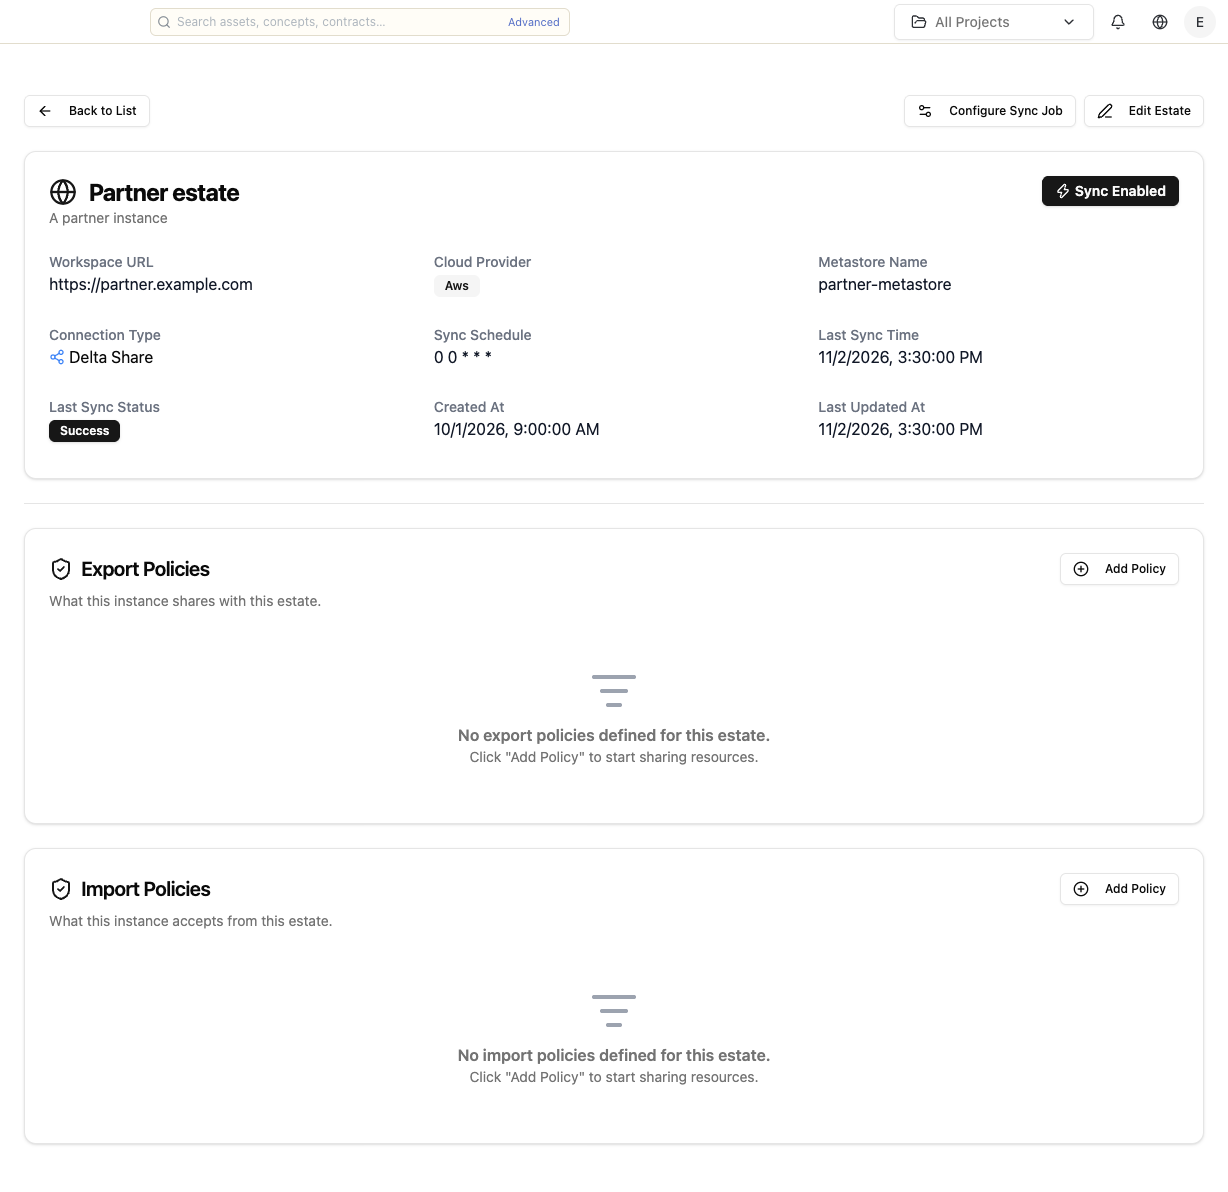 Search assets, concepts, contracts...
Advanced
All Projects
E
Back to List
Configure Sync Job
Edit Estate
Partner estate
Sync Enabled
A partner instance
Workspace URL
https://partner.example.com
Cloud Provider
Aws
Metastore Name
partner-metastore
Connection Type
Delta Share
Sync Schedule
0 0 * * *
Last Sync Time
11/2/2026, 3:30:00 PM
Last Sync Status
Success
Created At
10/1/2026, 9:00:00 AM
Last Updated At
11/2/2026, 3:30:00 PM
Export Policies
Add Policy
What this instance shares with this estate.
No export policies defined for this estate.
Click "Add Policy" to start sharing resources.
Import Policies
Add Policy
What this instance accepts from this estate.
No import policies defined for this estate.
Click "Add Policy" to start sharing resources.